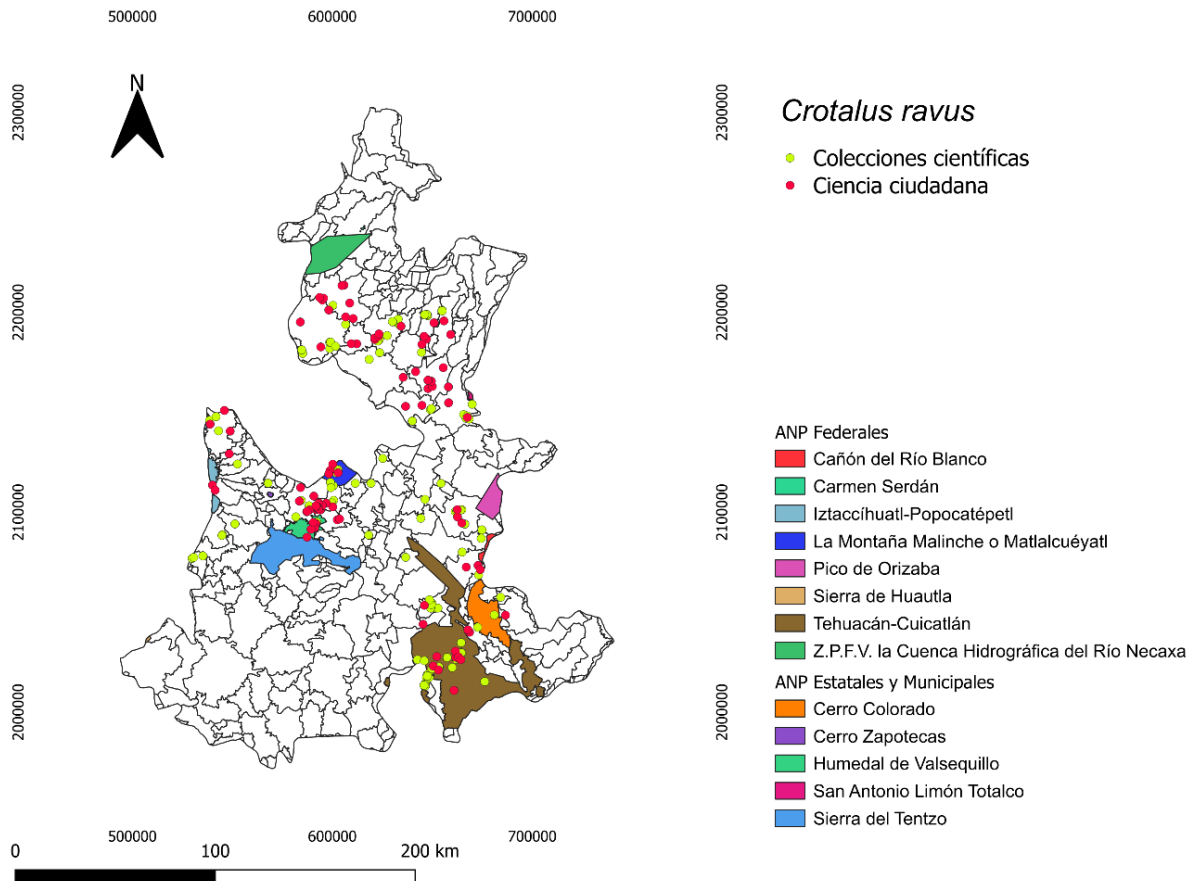 500000 600000 700000
N
2300000 2300000
Crotalus ravus
Colecciones científicas
Ciencia ciudadana
2200000 2200000
ANP Federales
Cañón del Río Blanco
Carmen Serdán
Iztaccíhuatl-Popocatépetl
La Montaña Malinche o Matlalcuéyatl
Pico de Orizaba
Sierra de Huautla
Tehuacán-Cuicatlán
Z.P.F.V. la Cuenca Hidrográfica del Río Necaxa
2100000 2100000
ANP Estatales y Municipales
Cerro Colorado
Cerro Zapotecas
Humedal de Valsequillo
San Antonio Limón Totalco
Sierra del Tentzo
2000000 2000000
500000 600000 700000
0 100 200 km